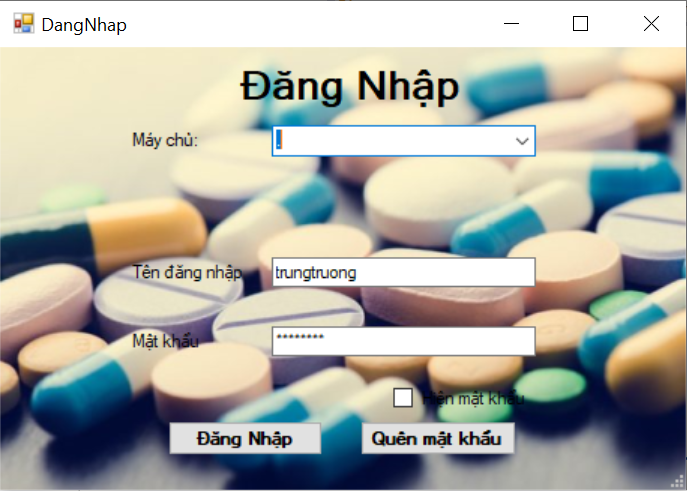 DangNhap
Đăng Nhập
Máy chủ:
.
Tên đăng nhập
trungtruong
Mật khẩu
********
Hiện mật khẩu
Đăng Nhập
Quên mật khẩu